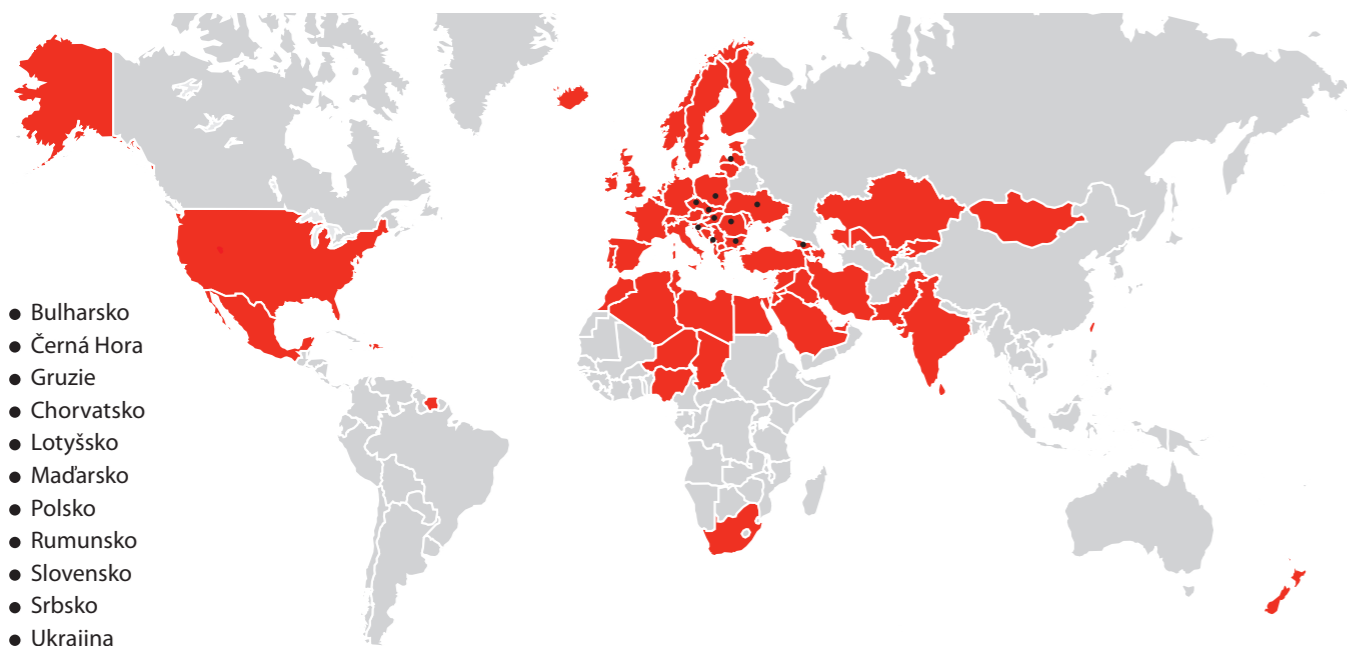 ● Bulharsko
● Černá Hora
● Gruzie
● Chorvatsko
● Lotyšsko
● Maďarsko
● Polsko
● Rumunsko
● Slovensko
● Srbsko
● Ukrajina